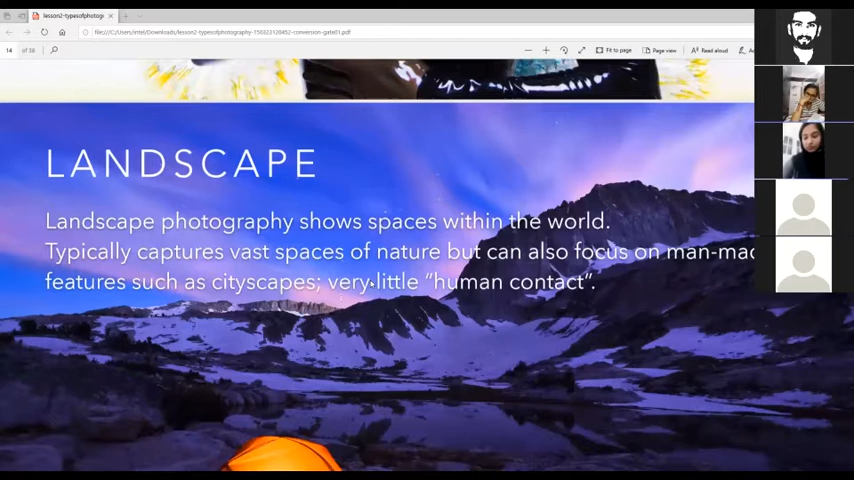 lesson2-typesofphotogr
file:///C:/Users/intel/Downloads/lesson2-typesofphotography-150323120452-conversion-gate01.pdf
14 of 38 Fit to page Page view Read aloud
LANDSCAPE
Landscape photography shows spaces within the world.
Typically captures vast spaces of nature but can also focus on man-mad
features such as cityscapes; very little “human contact”.